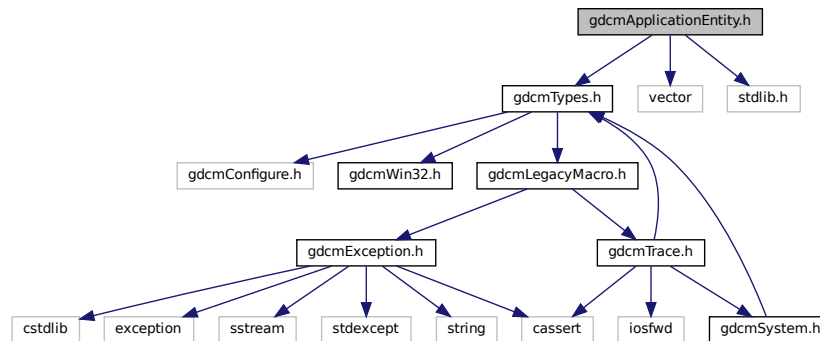 gdcmApplicationEntity.h
gdcmTypes.h
vector
stdlib.h
gdcmConfigure.h
gdcmWin32.h
gdcmLegacyMacro.h
gdcmException.h
gdcmTrace.h
cstdlib
exception
sstream
stdexcept
string
cassert
iosfwd
gdcmSystem.h